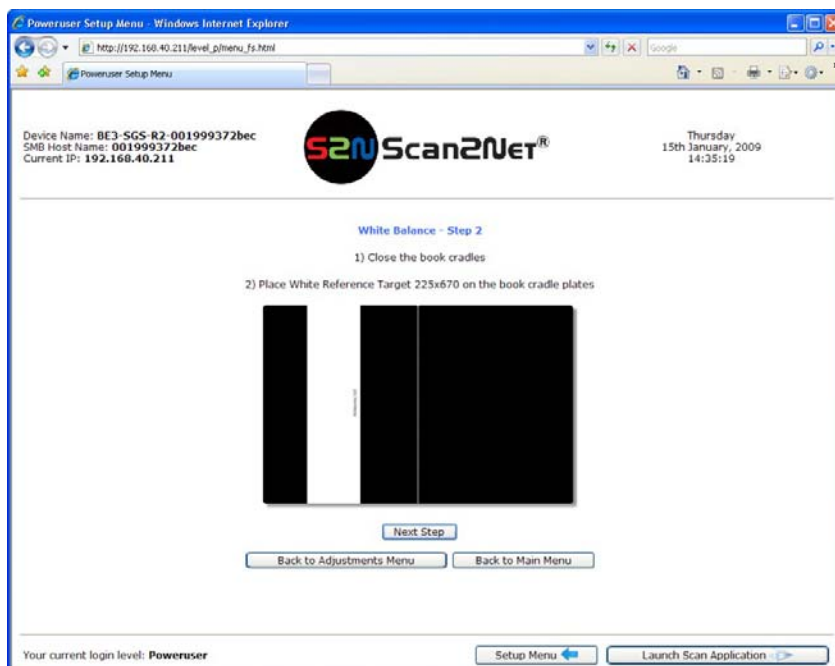 Poweruser Setup Menu - Windows Internet Explorer
http://192.168.40.211/level_p/menu_fs.html
Google
Poweruser Setup Menu
Device Name: BE3-SGS-R2-001999372bec
SMB Host Name: 001999372bec
Current IP: 192.168.40.211
S2N Scan2Net®
Thursday
15th January, 2009
14:35:19
White Balance - Step 2
1) Close the book cradles
2) Place White Reference Target 225x670 on the book cradle plates
Next Step
Back to Adjustments Menu
Back to Main Menu
Your current login level: Poweruser
Setup Menu
Launch Scan Application